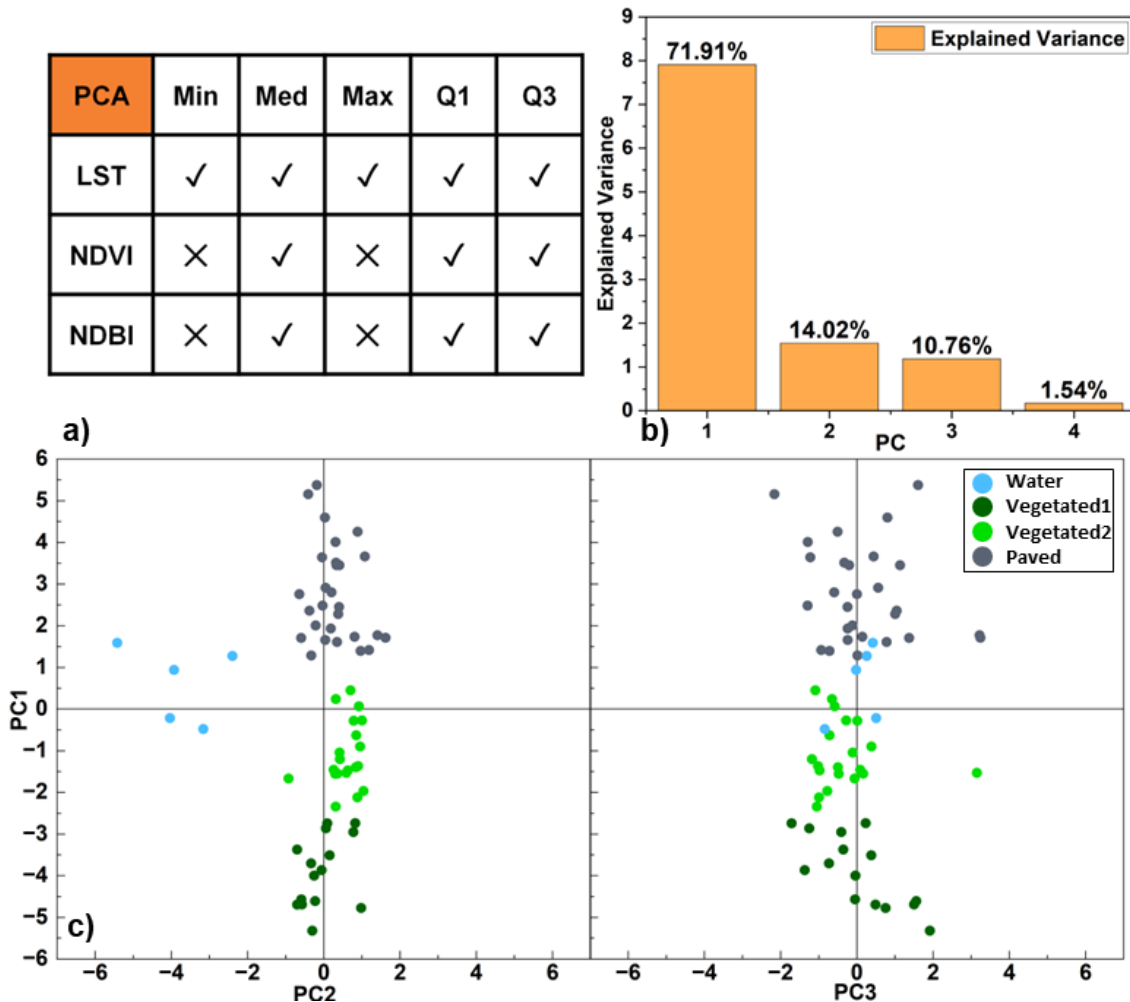 PCA Min Med Max Q1 Q3
LST ✓ ✓ ✓ ✓ ✓
NDVI ✕ ✓ ✕ ✓ ✓
NDBI ✕ ✓ ✕ ✓ ✓
a)
Explained Variance
9
8
7
6
5
4
3
2
1
0
Explained Variance
71.91%
14.02%
10.76%
1.54%
1 2 3 4
PC
b)
PC1
6
5
4
3
2
1
0
−1
−2
−3
−4
−5
−6
c)
−6 −4 −2 0 2 4 6
PC2
Water
Vegetated1
Vegetated2
Paved
−6 −4 −2 0 2 4 6
PC3